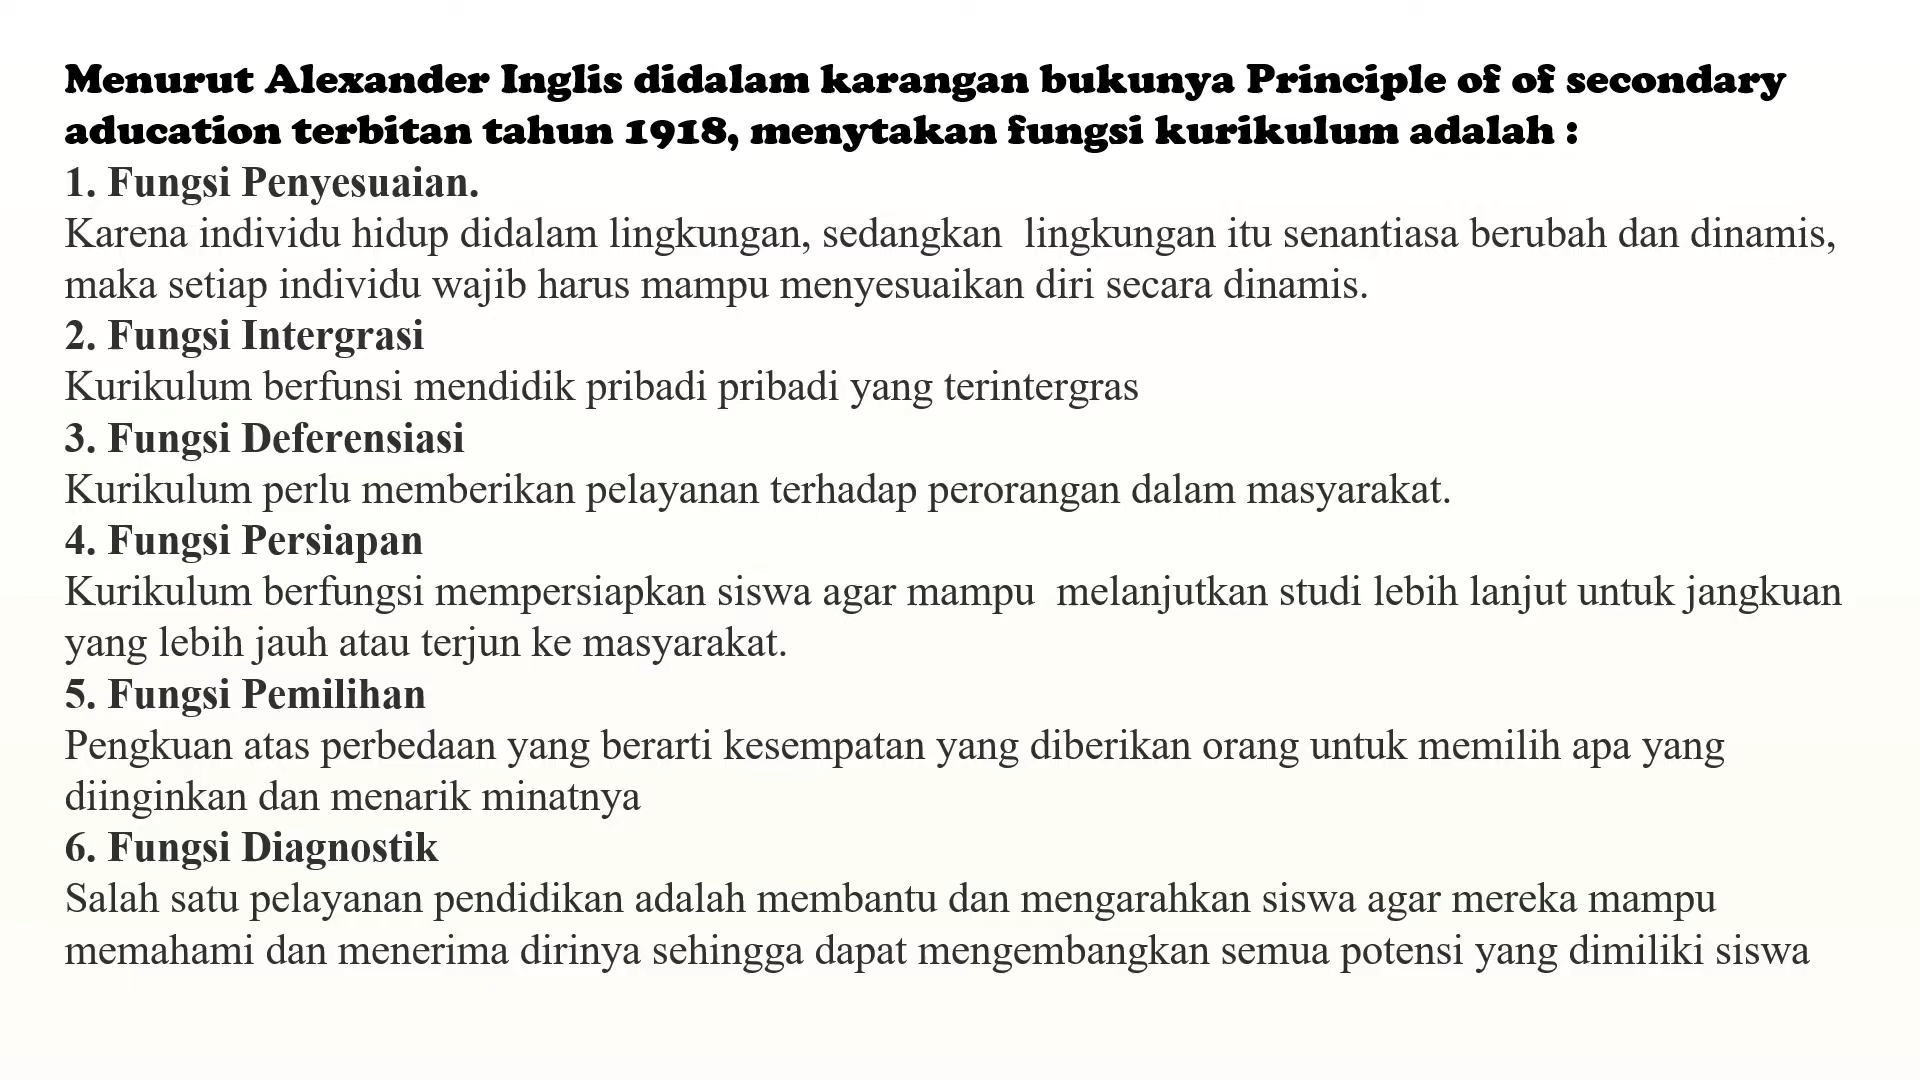 Menurut Alexander Inglis didalam karangan bukunya Principle of of secondary
aducation terbitan tahun 1918, menytakan fungsi kurikulum adalah :
1. Fungsi Penyesuaian.
Karena individu hidup didalam lingkungan, sedangkan  lingkungan itu senantiasa berubah dan dinamis,
maka setiap individu wajib harus mampu menyesuaikan diri secara dinamis.
2. Fungsi Intergrasi
Kurikulum berfunsi mendidik pribadi pribadi yang terintergras
3. Fungsi Deferensiasi
Kurikulum perlu memberikan pelayanan terhadap perorangan dalam masyarakat.
4. Fungsi Persiapan
Kurikulum berfungsi mempersiapkan siswa agar mampu  melanjutkan studi lebih lanjut untuk jangkuan
yang lebih jauh atau terjun ke masyarakat.
5. Fungsi Pemilihan
Pengkuan atas perbedaan yang berarti kesempatan yang diberikan orang untuk memilih apa yang
diinginkan dan menarik minatnya
6. Fungsi Diagnostik
Salah satu pelayanan pendidikan adalah membantu dan mengarahkan siswa agar mereka mampu
memahami dan menerima dirinya sehingga dapat mengembangkan semua potensi yang dimiliki siswa